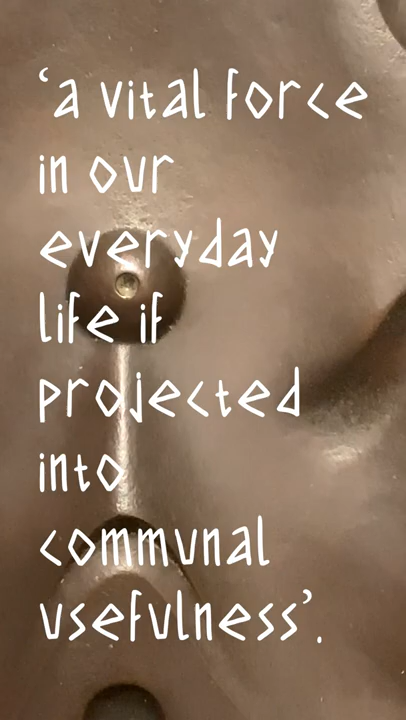 ‘a vital force
in our
everyday
life if
projected
into
communal
usefulness’.